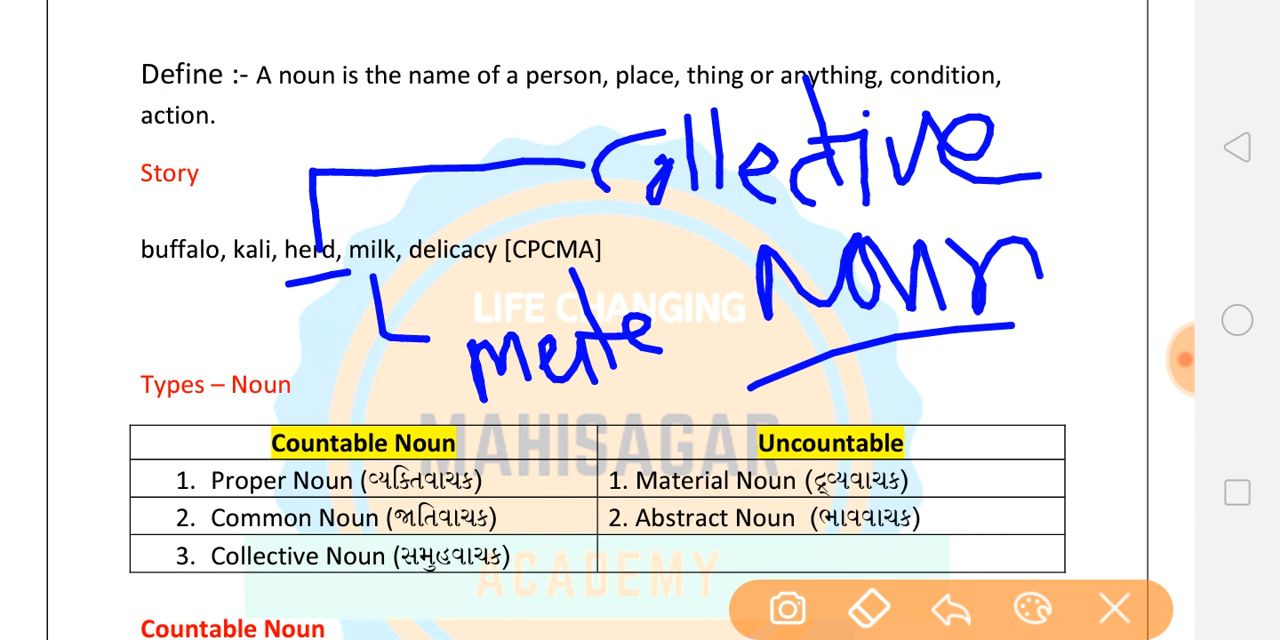 Define :- A noun is the name of a person, place, thing or anything, condition,
action.
Collective
Story
buffalo, kali, herd, milk, delicacy [CPCMA]
Noun
LIFE CHANGING
mete
Types – Noun
MAHISAGAR
Countable Noun Uncountable
1. Proper Noun (વ્યક્તિવાચક) 1. Material Noun (દ્રવ્યવાચક)
2. Common Noun (જાતિવાચક) 2. Abstract Noun (ભાવવાચક)
3. Collective Noun (સમુહવાચક)
ACADEMY
Countable Noun